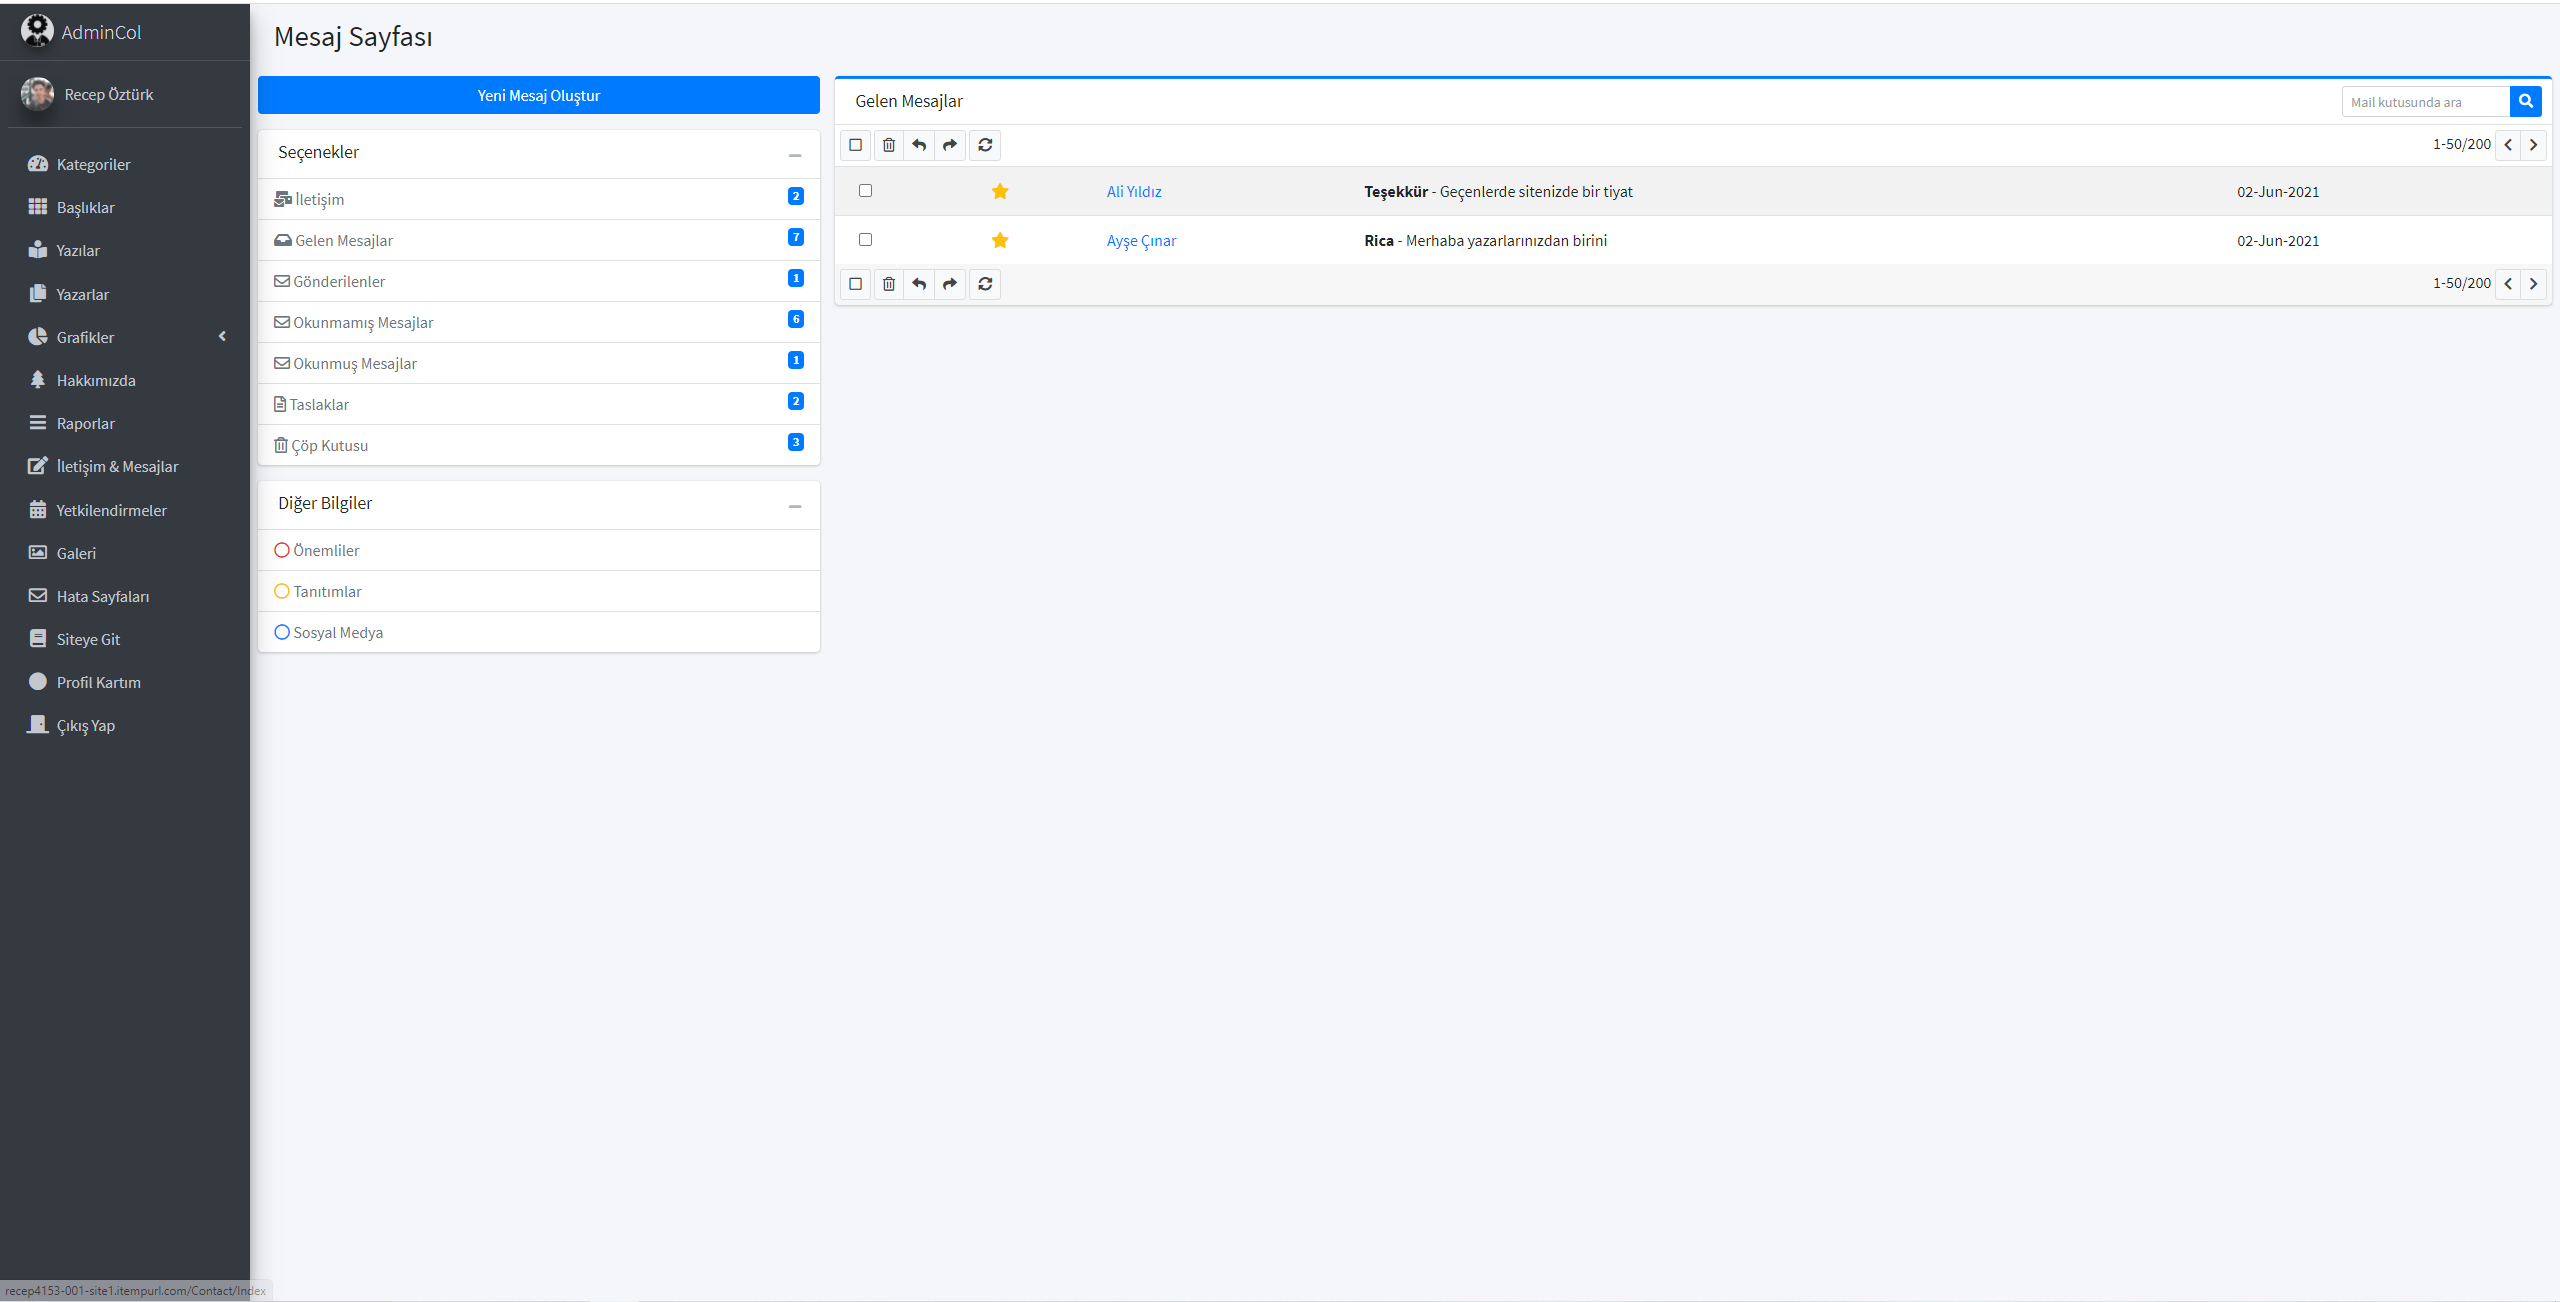 AdminCol
Recep Öztürk
Kategoriler
Başlıklar
Yazılar
Yazarlar
Grafikler
Hakkımızda
Raporlar
İletişim & Mesajlar
Yetkilendirmeler
Galeri
Hata Sayfaları
Siteye Git
Profil Kartım
Çıkış Yap
recep4153-001-site1.itempurl.com/Contact/Index
Mesaj Sayfası
Yeni Mesaj Oluştur
Seçenekler
İletişim 2
Gelen Mesajlar 7
Gönderilenler 1
Okunmamış Mesajlar 6
Okunmuş Mesajlar 1
Taslaklar 2
Çöp Kutusu 3
Diğer Bilgiler
Önemliler
Tanıtımlar
Sosyal Medya
Gelen Mesajlar Mail kutusunda ara
1-50/200
Ali Yıldız Teşekkür - Geçenlerde sitenizde bir tiyat 02-Jun-2021
Ayşe Çınar Rica - Merhaba yazarlarınızdan birini 02-Jun-2021
1-50/200